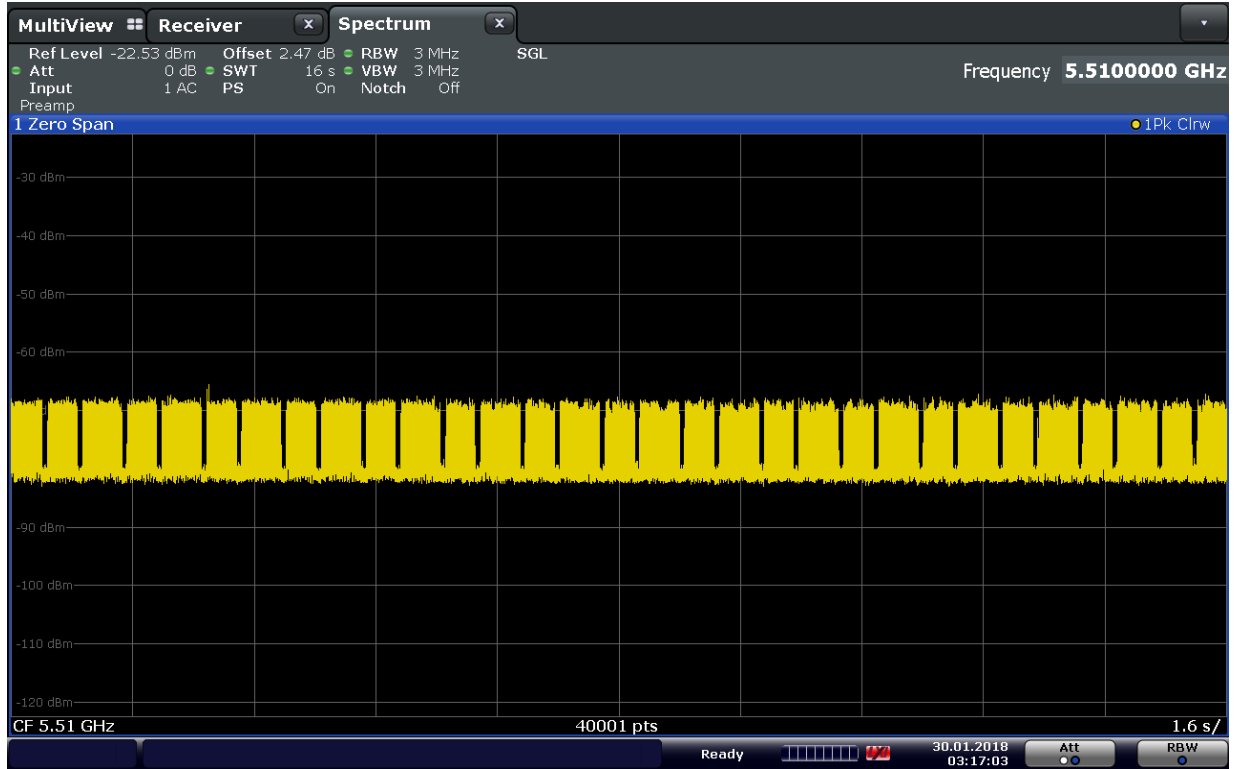 MultiView Receiver X Spectrum X
Ref Level -22.53 dBm Offset 2.47 dB RBW 3 MHz SGL
Att 0 dB SWT 16 s VBW 3 MHz Frequency 5.5100000 GHz
Input 1 AC PS On Notch Off
Preamp
1 Zero Span 1Pk Clrw
-30 dBm
-40 dBm
-50 dBm
-60 dBm
-90 dBm
-100 dBm
-110 dBm
-120 dBm
CF 5.51 GHz 40001 pts 1.6 s/
Ready 30.01.2018 Att RBW
03:17:03